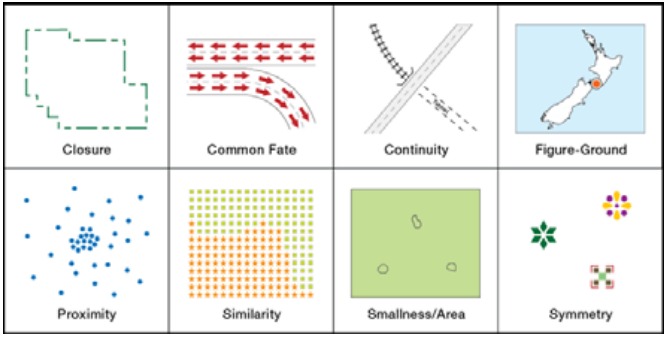 Closure
Common Fate
Continuity
Figure-Ground
Proximity
Similarity
Smallness/Area
Symmetry